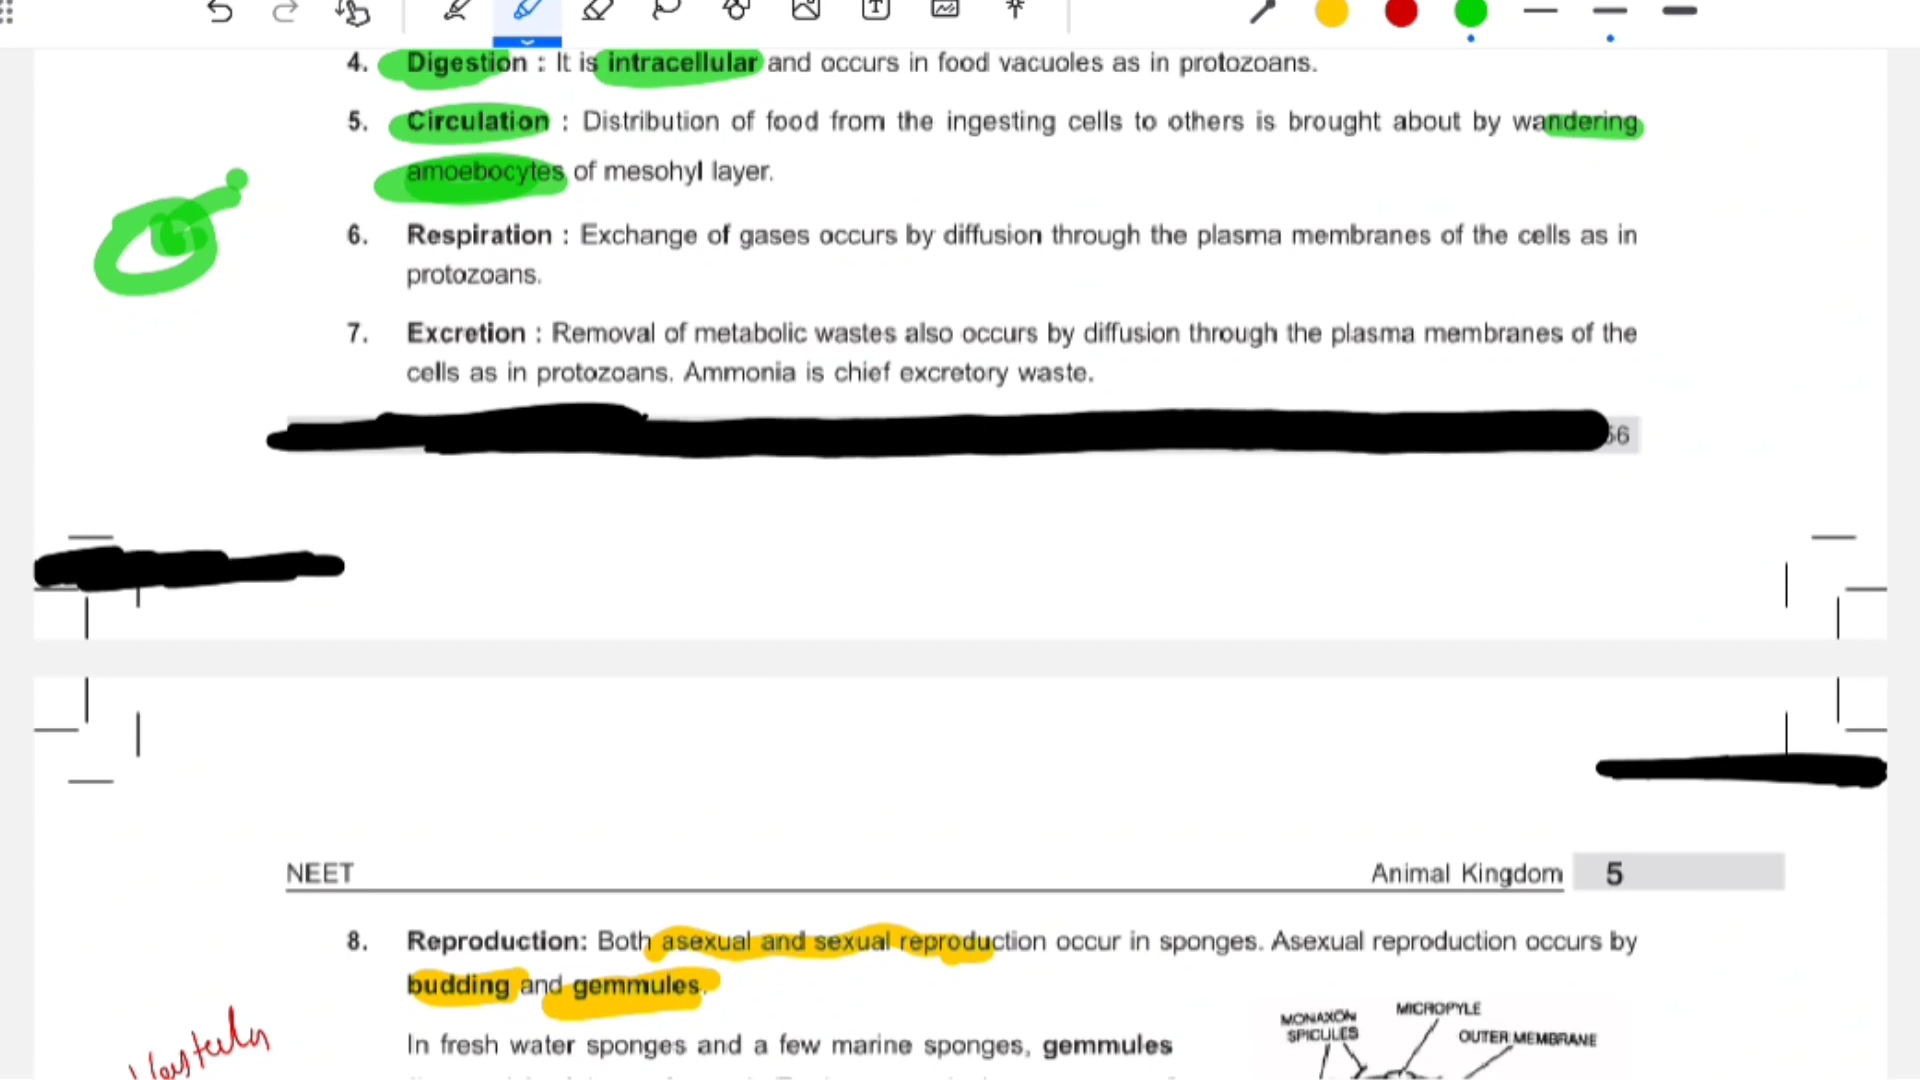 4. Digestion : It is intracellular and occurs in food vacuoles as in protozoans.
5. Circulation : Distribution of food from the ingesting cells to others is brought about by wandering
amoebocytes of mesohyl layer.
6. Respiration : Exchange of gases occurs by diffusion through the plasma membranes of the cells as in
protozoans.
7. Excretion : Removal of metabolic wastes also occurs by diffusion through the plasma membranes of the
cells as in protozoans. Ammonia is chief excretory waste.
NEET Animal Kingdom 5
8. Reproduction: Both asexual and sexual reproduction occur in sponges. Asexual reproduction occurs by
budding and gemmules.
In fresh water sponges and a few marine sponges, gemmules
MONAXON
SPICULES
MICROPYLE
OUTER MEMBRANE